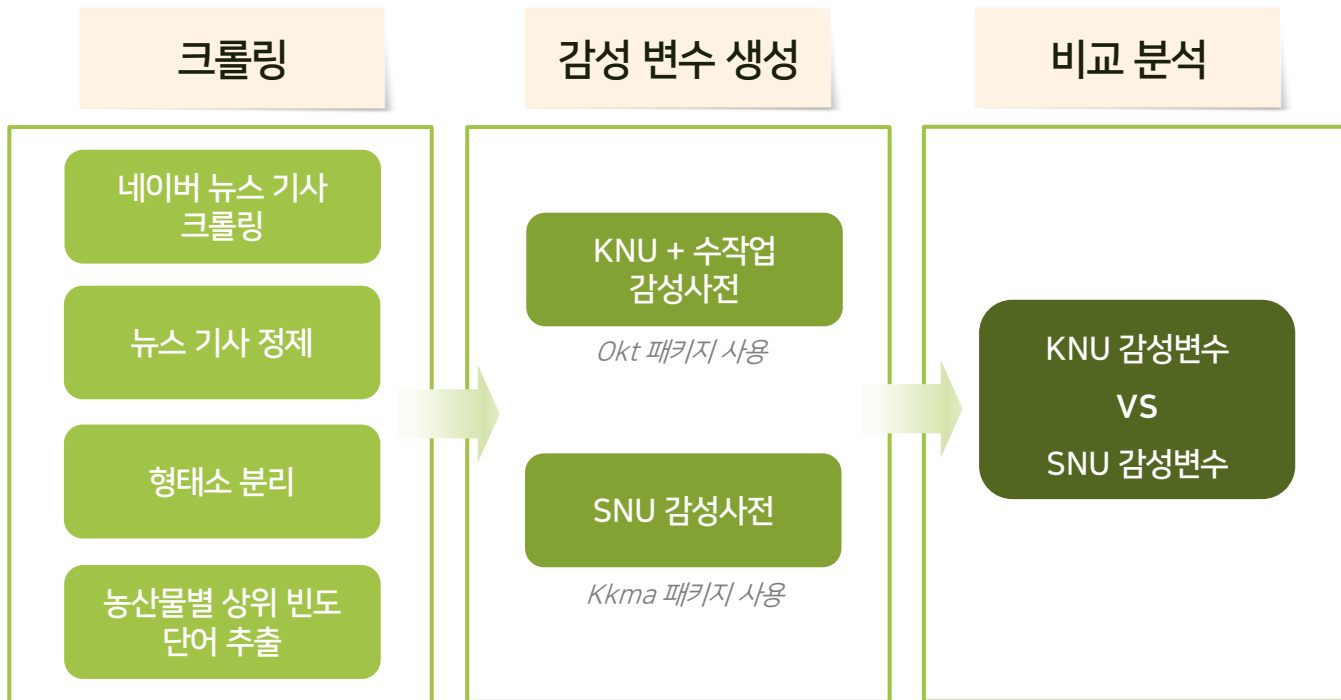 크롤링
네이버 뉴스 기사
크롤링
뉴스 기사 정제
형태소 분리
농산물별 상위 빈도
단어 추출
감성 변수 생성
KNU + 수작업
감성사전
Okt 패키지 사용
SNU 감성사전
Kkma 패키지 사용
비교 분석
KNU 감성변수
VS
SNU 감성변수